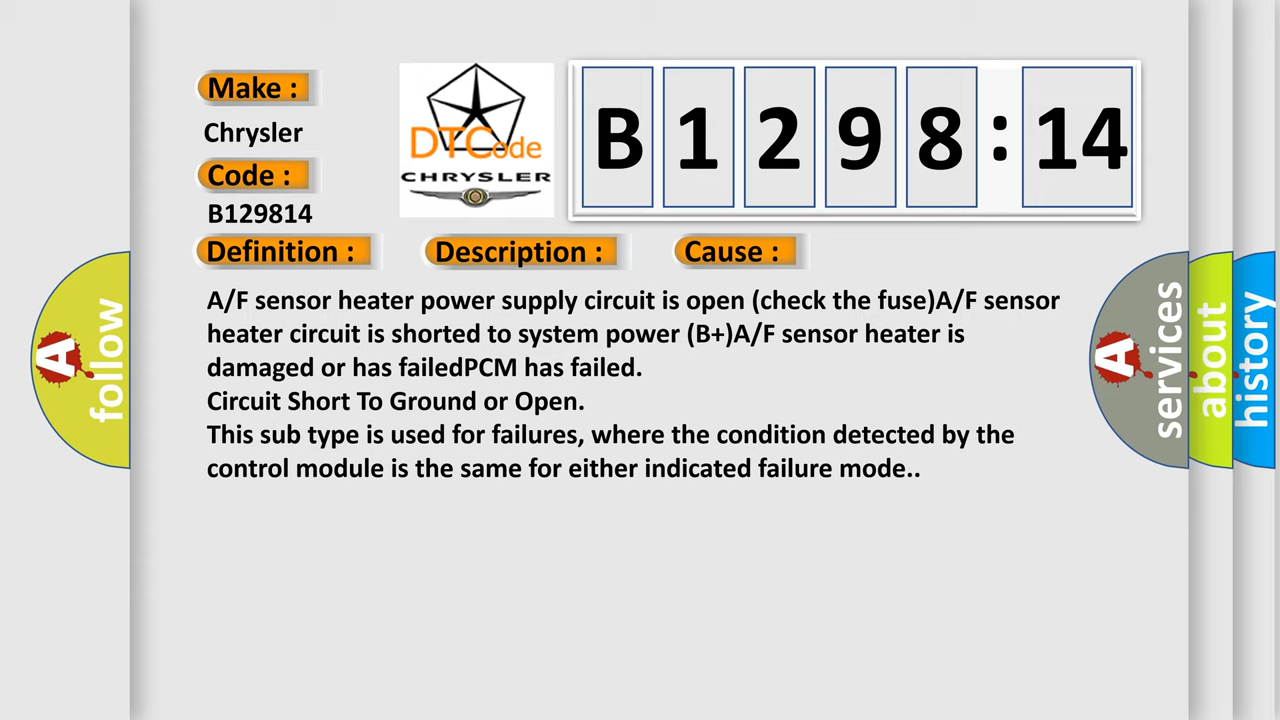 Make :
Chrysler
Code :
B129814
DTCode
CHRYSLER
B 1 2 9 8 : 14
Definition :
Description :
Cause :
A/F sensor heater power supply circuit is open (check the fuseA/F sensor
heater circuit is shorted to system power (B+)A/F sensor heater is
damaged or has failedPCM has failed.
Circuit Short To Ground or Open.
This sub type is used for failures, where the condition detected by the
control module is the same for either indicated failure mode..
A
follow
A
services
about
history